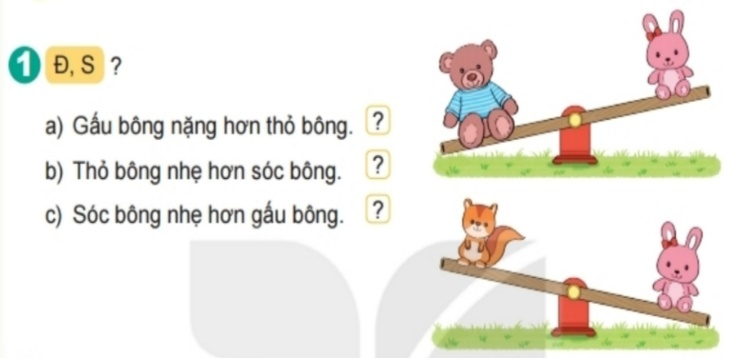 1 Đ, S ?
a) Gấu bông nặng hơn thỏ bông. ?
b) Thỏ bông nhẹ hơn sóc bông. ?
c) Sóc bông nhẹ hơn gấu bông. ?